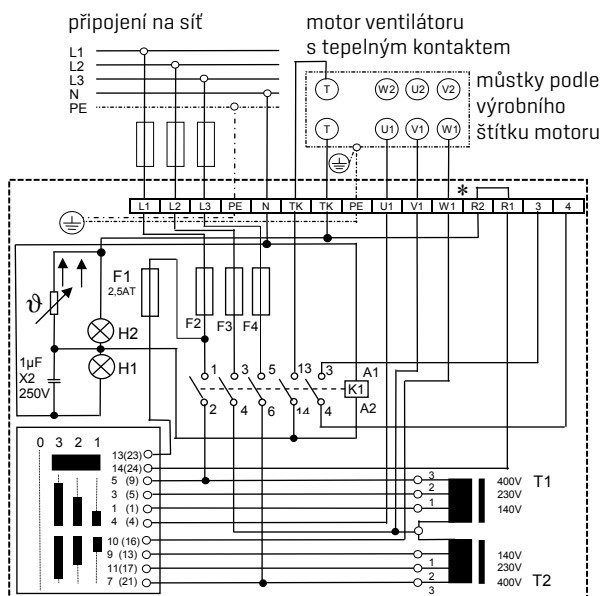 připojení na síť
motor ventilátoru
s tepelným kontaktem
L1
L2
L3
N
PE
T W2 U2 V2
T U1 V1 W1
můstky podle
výrobního
štítku motoru
*
L1 L2 L3 PE N TK TK PE U1 V1 W1 R2 R1 3 4
F1
2,5AT
F2 F3 F4
ϑ
H2
H1
1µF
X2
250V
1 3 5 13 3 A1
K1
2 4 6 14 4 A2
0 3 2 1
13(23)
14(24)
5 (9)
3 (5)
1 (1)
4 (4)
10 (16)
9 (13)
11(17)
7 (21)
3 400V T1
2 230V
1 140V
140V
1 230V
2 400V T2
3